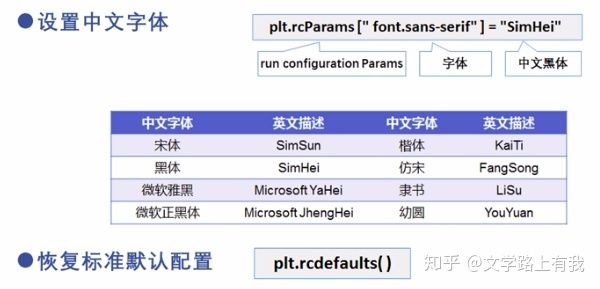 ●设置中文字体
plt.rcParams [" font.sans-serif" ] = "SimHei"
run configuration Params 字体 中文黑体
中文字体 英文描述 中文字体 英文描述
宋体 SimSun 楷体 KaiTi
黑体 SimHei 仿宋 FangSong
微软雅黑 Microsoft YaHei 隶书 LiSu
微软正黑体 Microsoft JhengHei 幼圆 YouYuan
●恢复标准默认配置 plt.rcdefaults( )
知乎 @文学路上有我